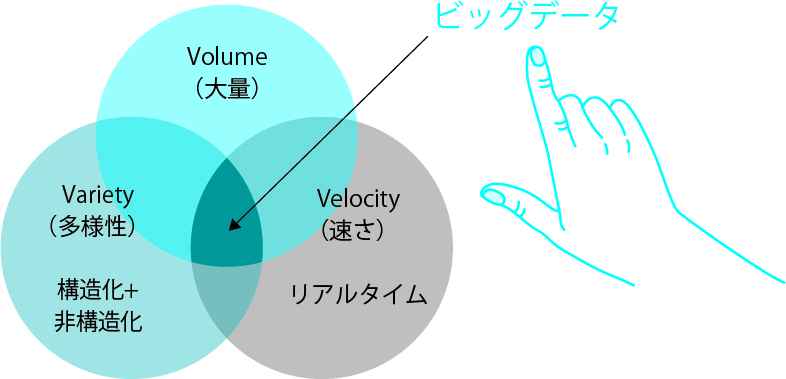 ビッグデータ
Volume
（大量）
Variety
（多様性）
構造化+
非構造化
Velocity
（速さ）
リアルタイム